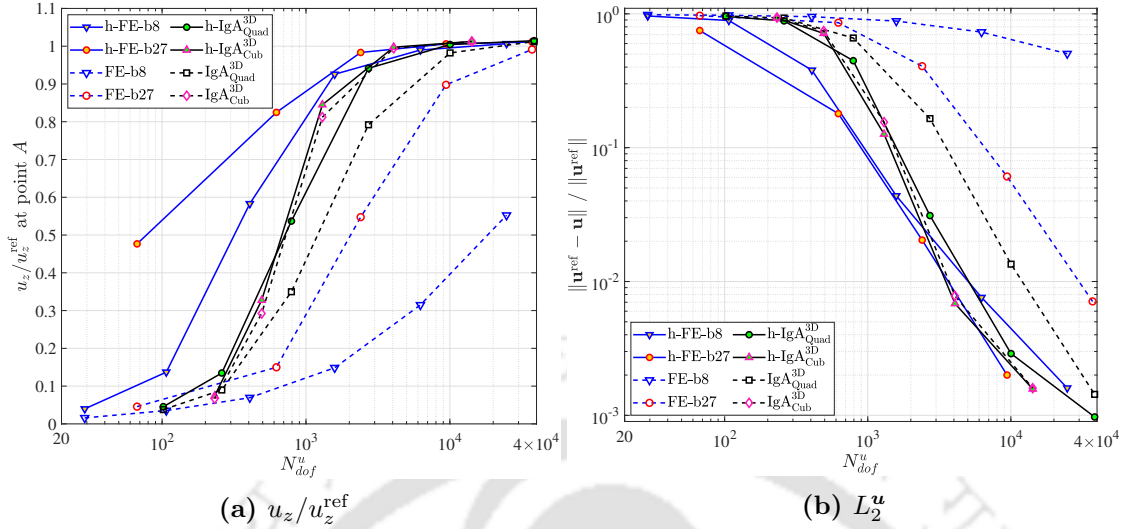 1.1
1
0.9
0.8
0.7
0.6
0.5
0.4
0.3
0.2
0.1
0
u_z/u_z^ref at point A
h-FE-b8
h-FE-b27
FE-b8
FE-b27
h-IgA^3D_Quad
h-IgA^3D_Cub
IgA^3D_Quad
IgA^3D_Cub
20 10^2 10^3 10^4 4×10^4
N^u_dof
(a) u_z/u_z^ref
10^0
10^-1
10^-2
10^-3
||u^ref − u|| / ||u^ref||
h-FE-b8
h-FE-b27
FE-b8
FE-b27
h-IgA^3D_Quad
h-IgA^3D_Cub
IgA^3D_Quad
IgA^3D_Cub
20 10^2 10^3 10^4 4×10^4
N^u_dof
(b) L_2^u